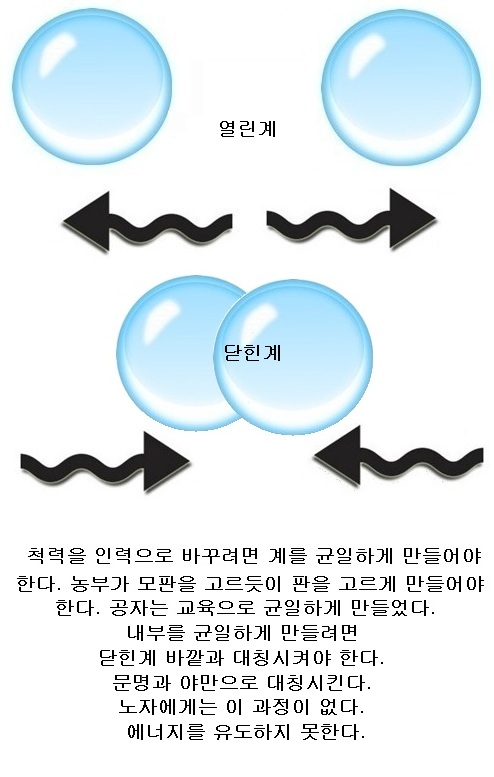 열린계
닫힌계
척력을 인력으로 바꾸려면 계를 균일하게 만들어야
한다. 농부가 모판을 고르듯이 판을 고르게 만들어야
한다. 공자는 교육으로 균일하게 만들었다.
내부를 균일하게 만들려면
닫힌계 바깥과 대칭시켜야 한다.
문명과 야만으로 대칭시킨다.
노자에게는 이 과정이 없다.
에너지를 유도하지 못한다.